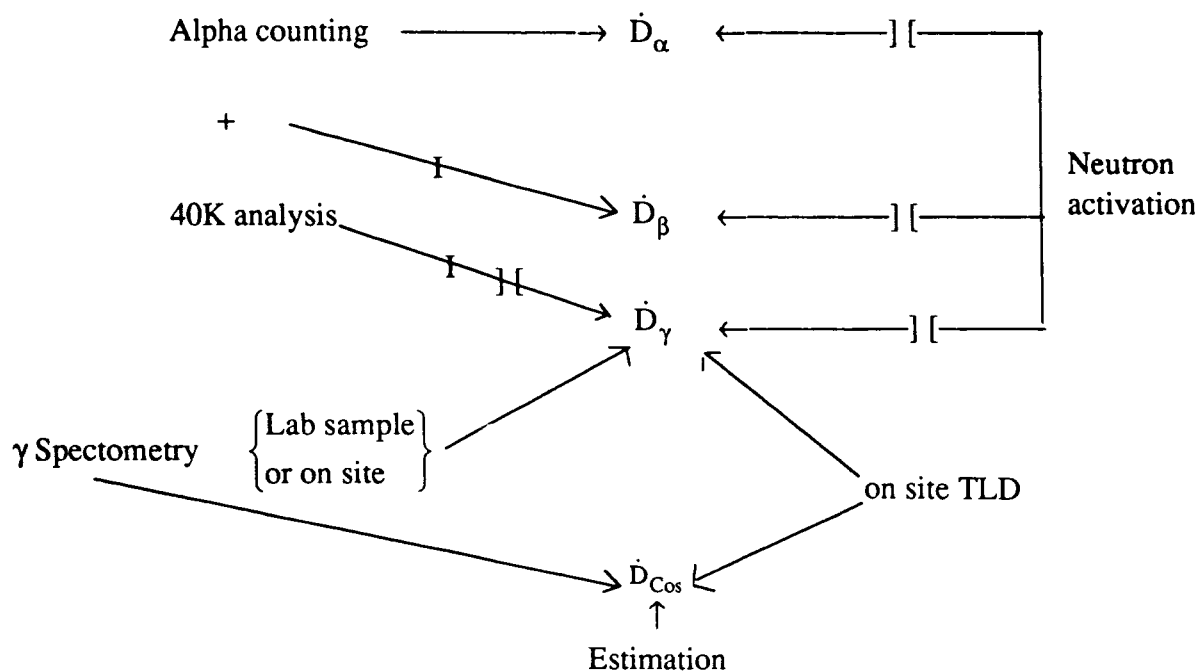 Alpha counting → Ḋα ← ] [
+ I
Neutron
activation
40K analysis Ḋβ ← ] [
I ] [
Ḋγ ← ] [
γ Spectometry {Lab sample
or on site}
on site TLD
ḊCos
↑
Estimation